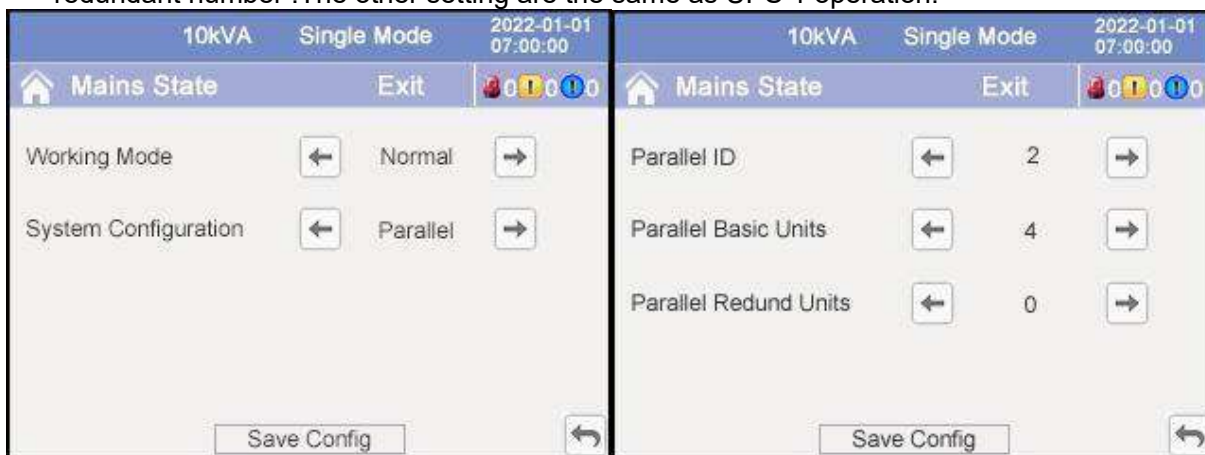 redundant number .The other setting are the same as UPS 1 operation.
10kVA Single Mode 2022-01-01 07:00:00
Mains State Exit 0 0 0
Working Mode Normal
System Configuration Parallel
Save Config
10kVA Single Mode 2022-01-01 07:00:00
Mains State Exit 0 0 0
Parallel ID 2
Parallel Basic Units 4
Parallel Redund Units 0
Save Config